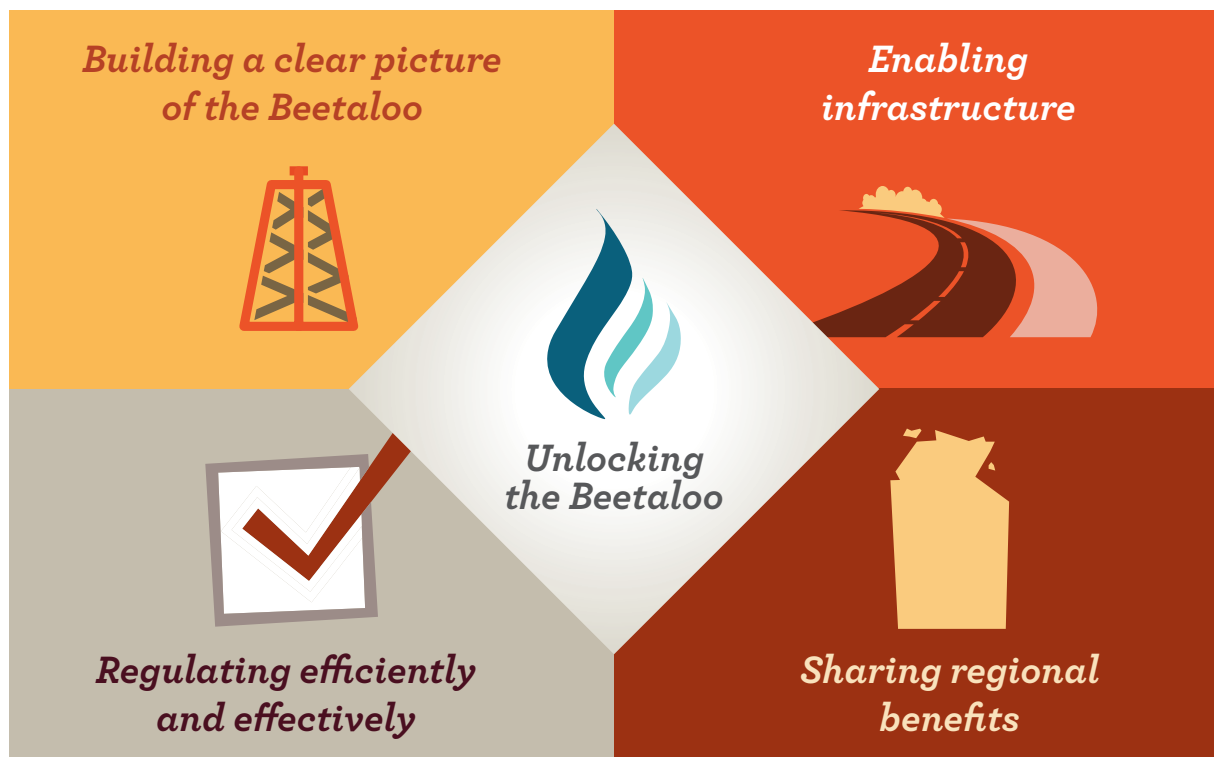 Building a clear picture
of the Beetaloo
Enabling
infrastructure
Unlocking
the Beetaloo
Regulating efficiently
and effectively
Sharing regional
benefits